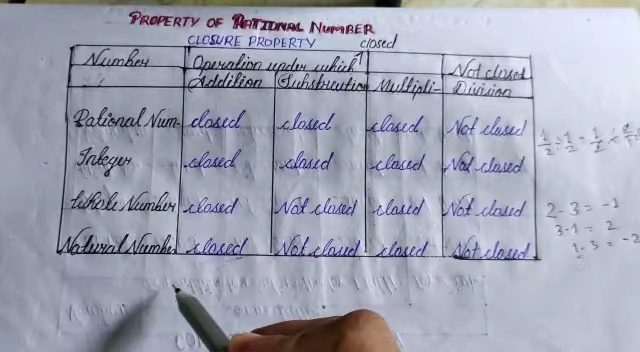 PROPERTY OF RATIONAL NUMBER
CLOSURE PROPERTY closed
Number Operation under which Not closed
Addition Substraction Multipli- Division
Rational Num- closed closed closed Not closed
Integer closed closed closed Not closed
Whole Number closed Not closed closed Not closed
Natural Number closed Not closed closed Not closed
2-3 = -1
3-1 = 2
1-3 = -2